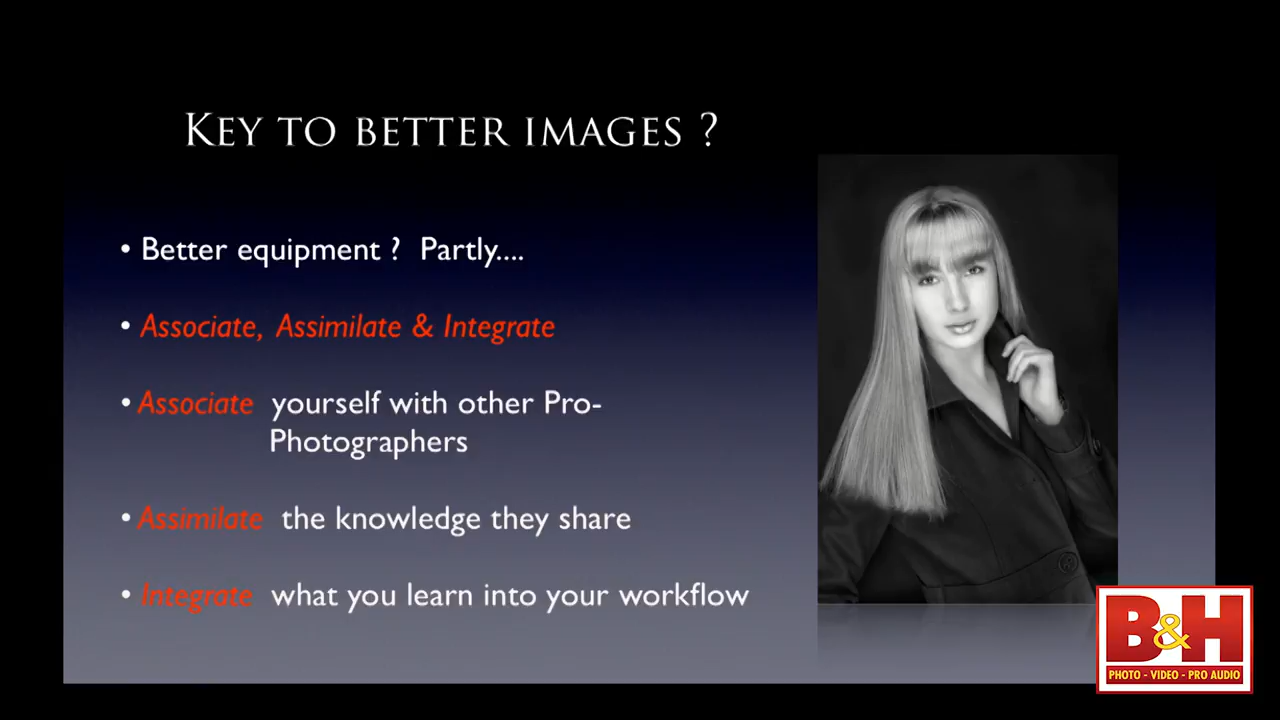 KEY TO BETTER IMAGES ?
• Better equipment ? Partly....
• Associate, Assimilate & Integrate
• Associate yourself with other Pro-
Photographers
• Assimilate the knowledge they share
• Integrate what you learn into your workflow
B&H
PHOTO - VIDEO - PRO AUDIO